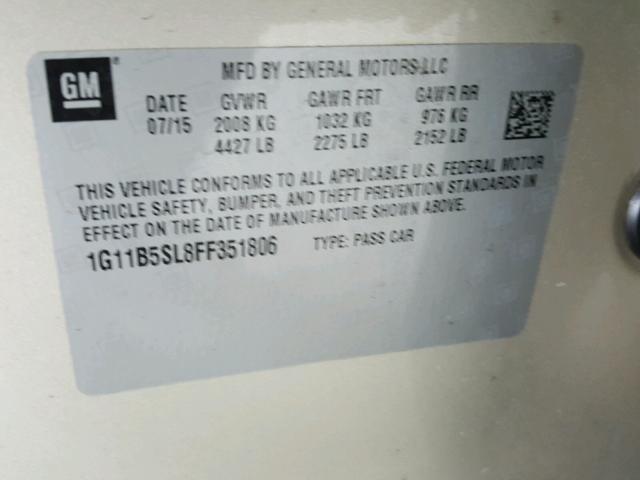 GM
MFD BY GENERAL MOTORS LLC
DATE GVWR GAWR FRT GAWR RR
07/15 2008 KG 1032 KG 976 KG
4427 LB 2275 LB 2152 LB
THIS VEHICLE CONFORMS TO ALL APPLICABLE U.S. FEDERAL MOTOR
VEHICLE SAFETY, BUMPER, AND THEFT PREVENTION STANDARDS IN
EFFECT ON THE DATE OF MANUFACTURE SHOWN ABOVE.
1G11B5SL8FF351806 TYPE: PASS CAR